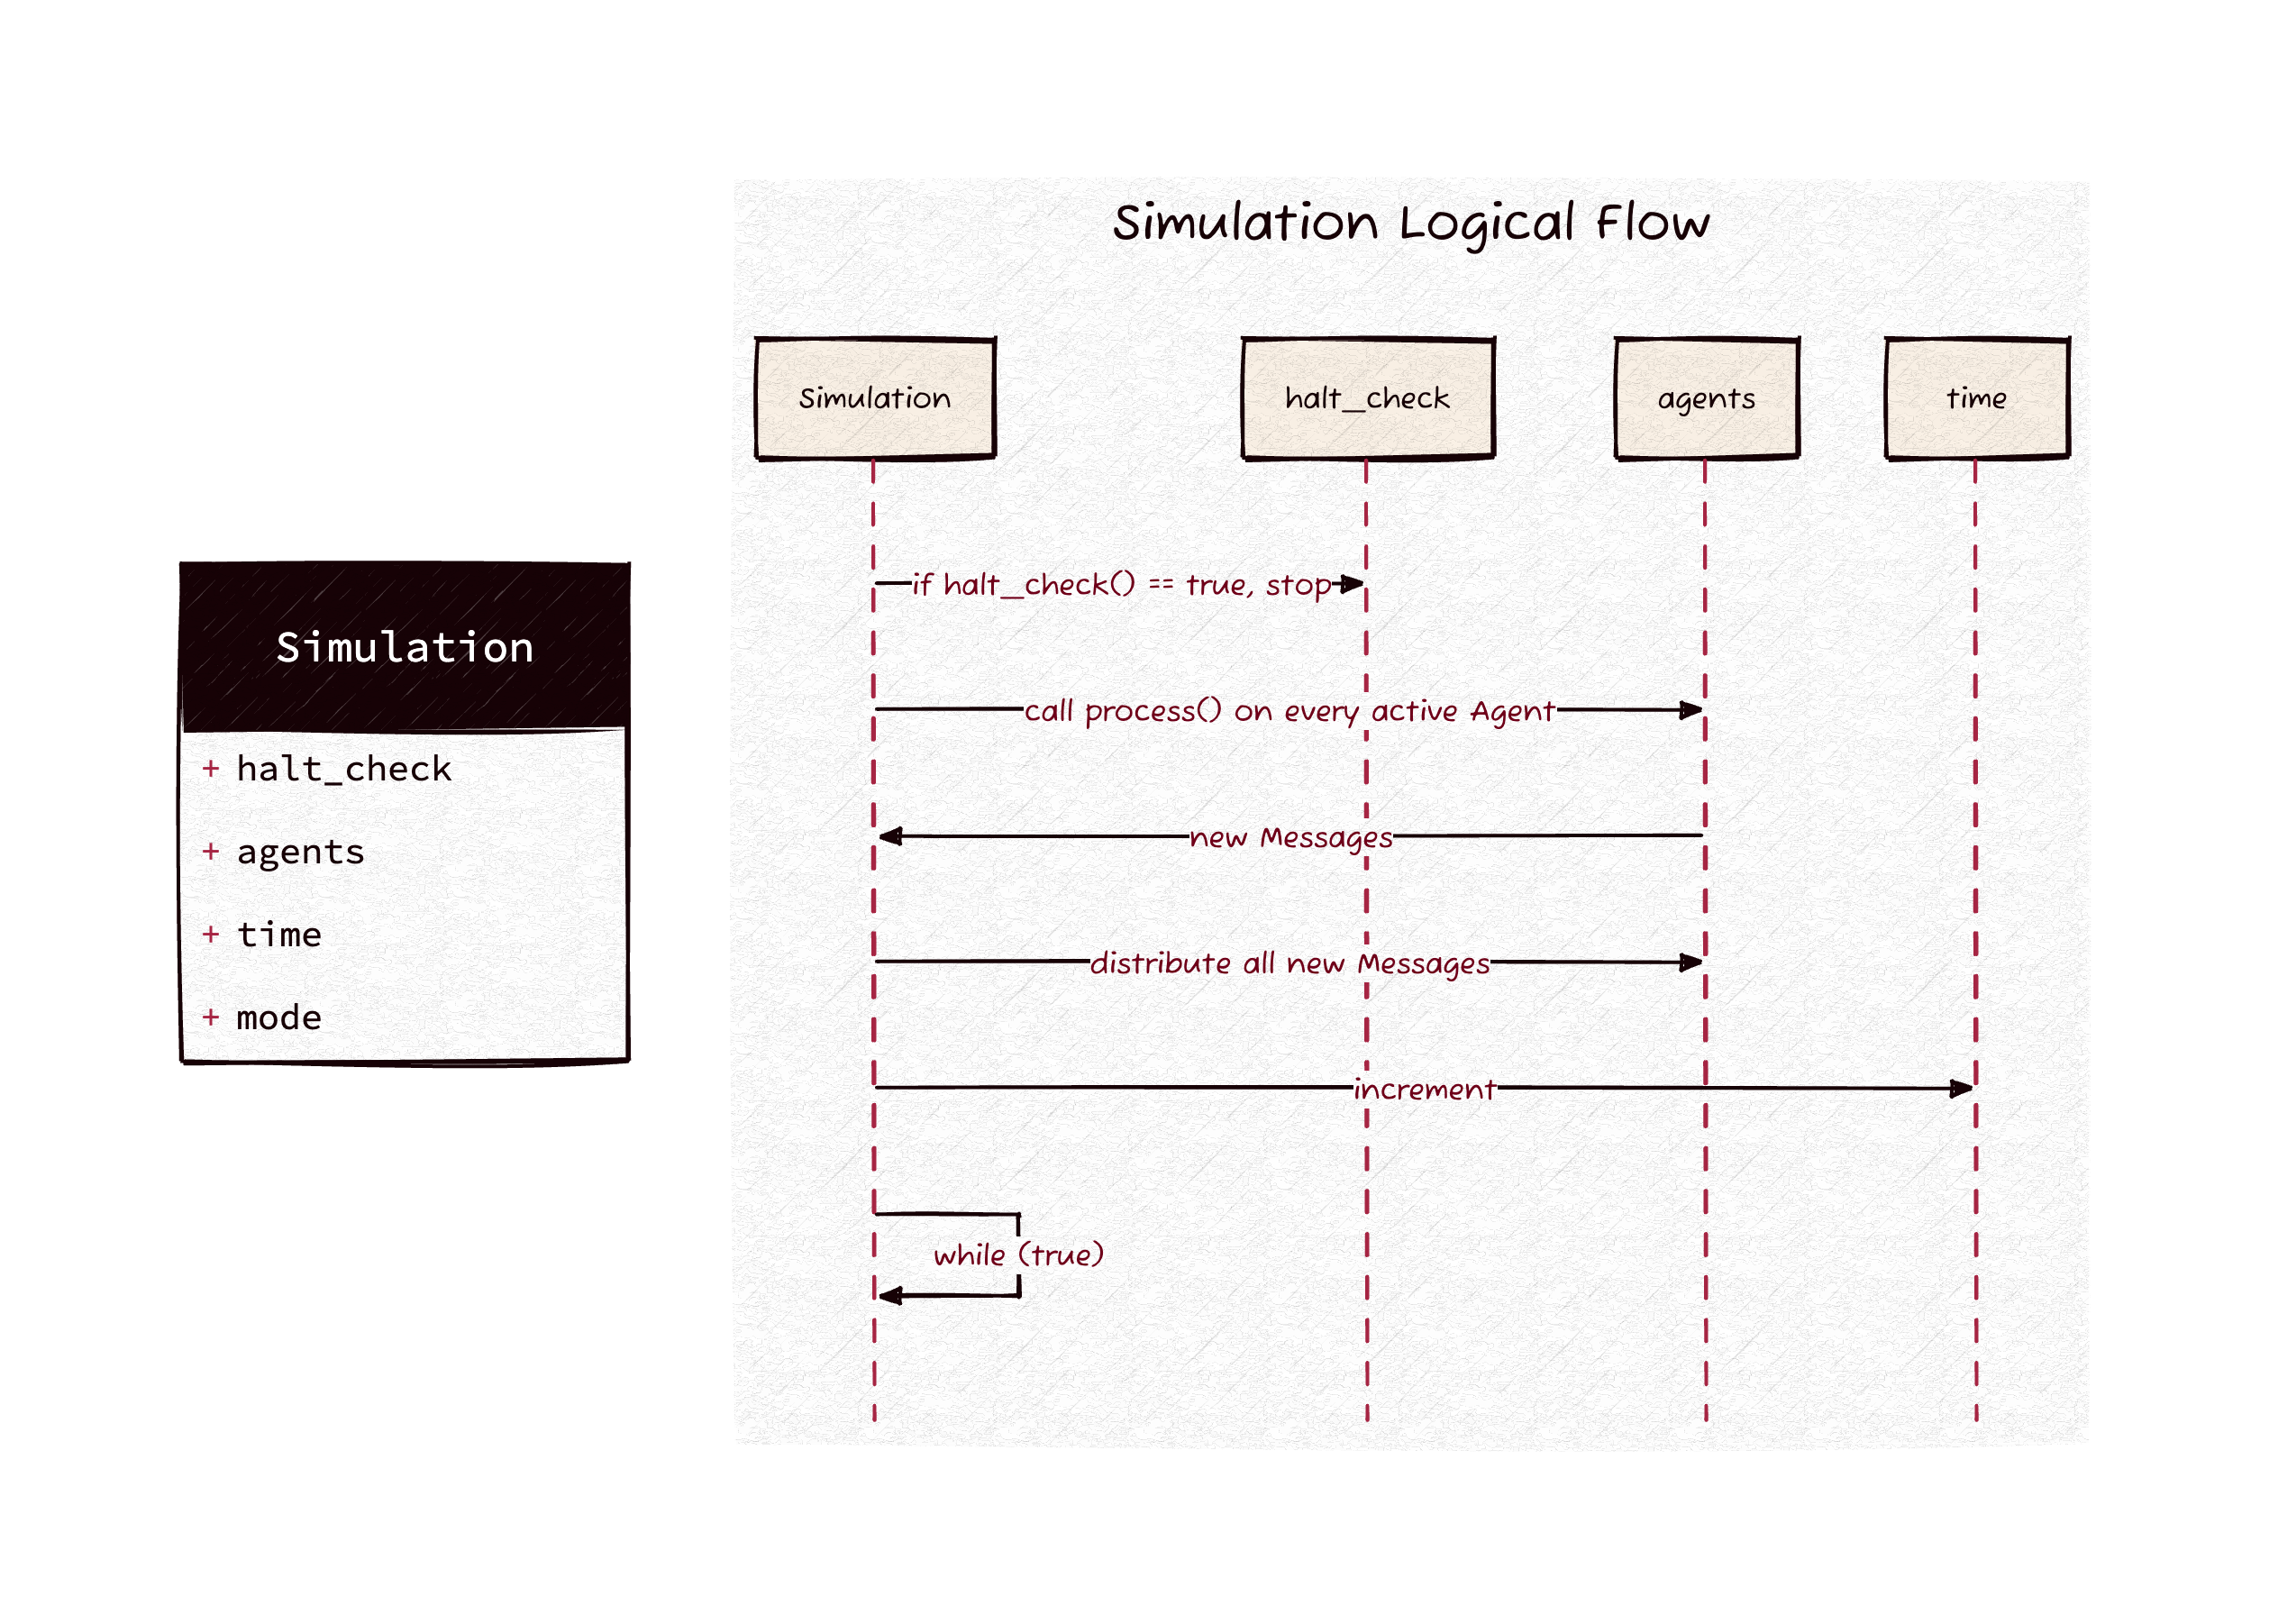 Simulation
+ halt_check
+ agents
+ time
+ mode
Simulation Logical Flow
Simulation
halt_check
agents
time
if halt_check() == true, stop
call process() on every active Agent
new Messages
distribute all new Messages
increment
while (true)